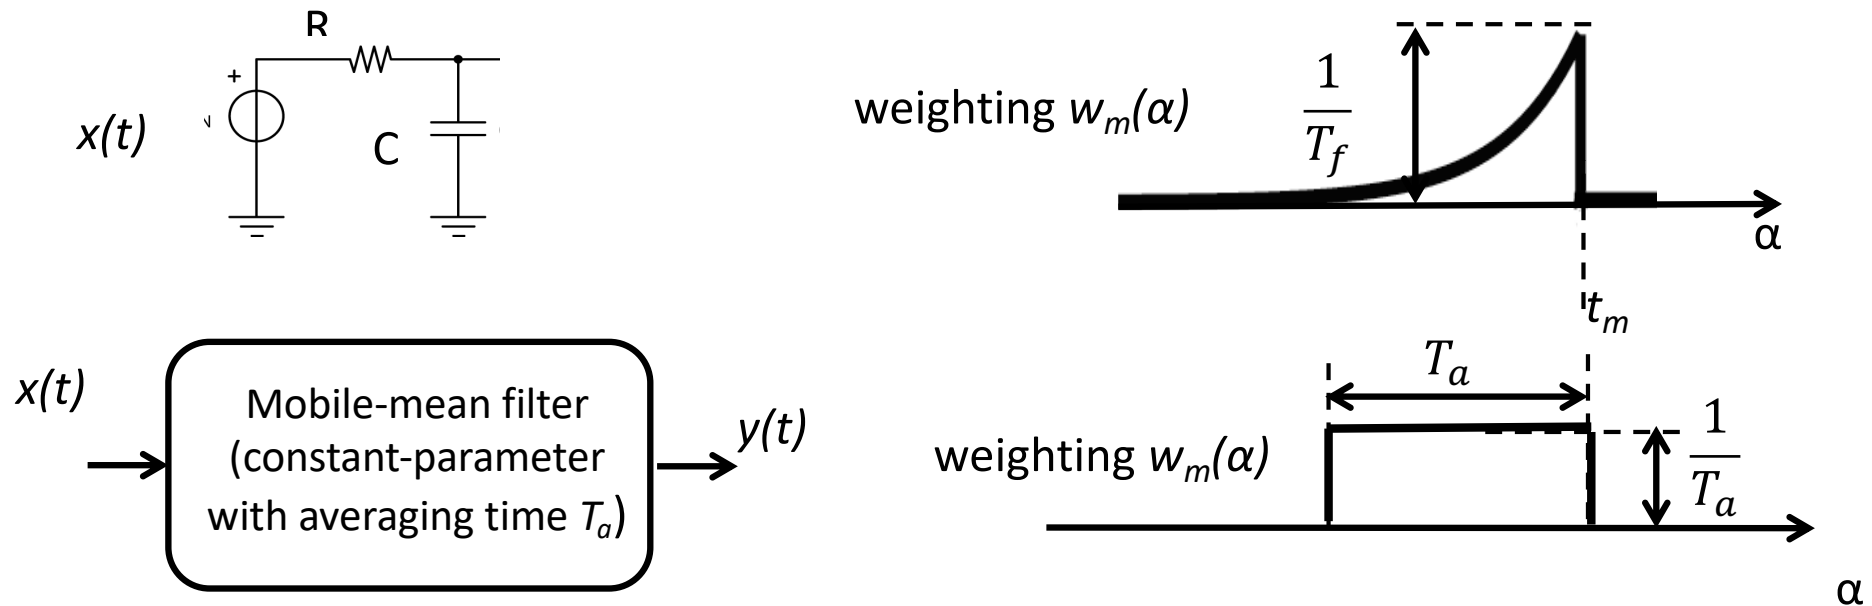 R
+
x(t)
C
weighting w_m(α)
1
T_f
α
t_m
x(t)
Mobile-mean filter
(constant-parameter
with averaging time T_a)
y(t)
T_a
weighting w_m(α)
1
T_a
α